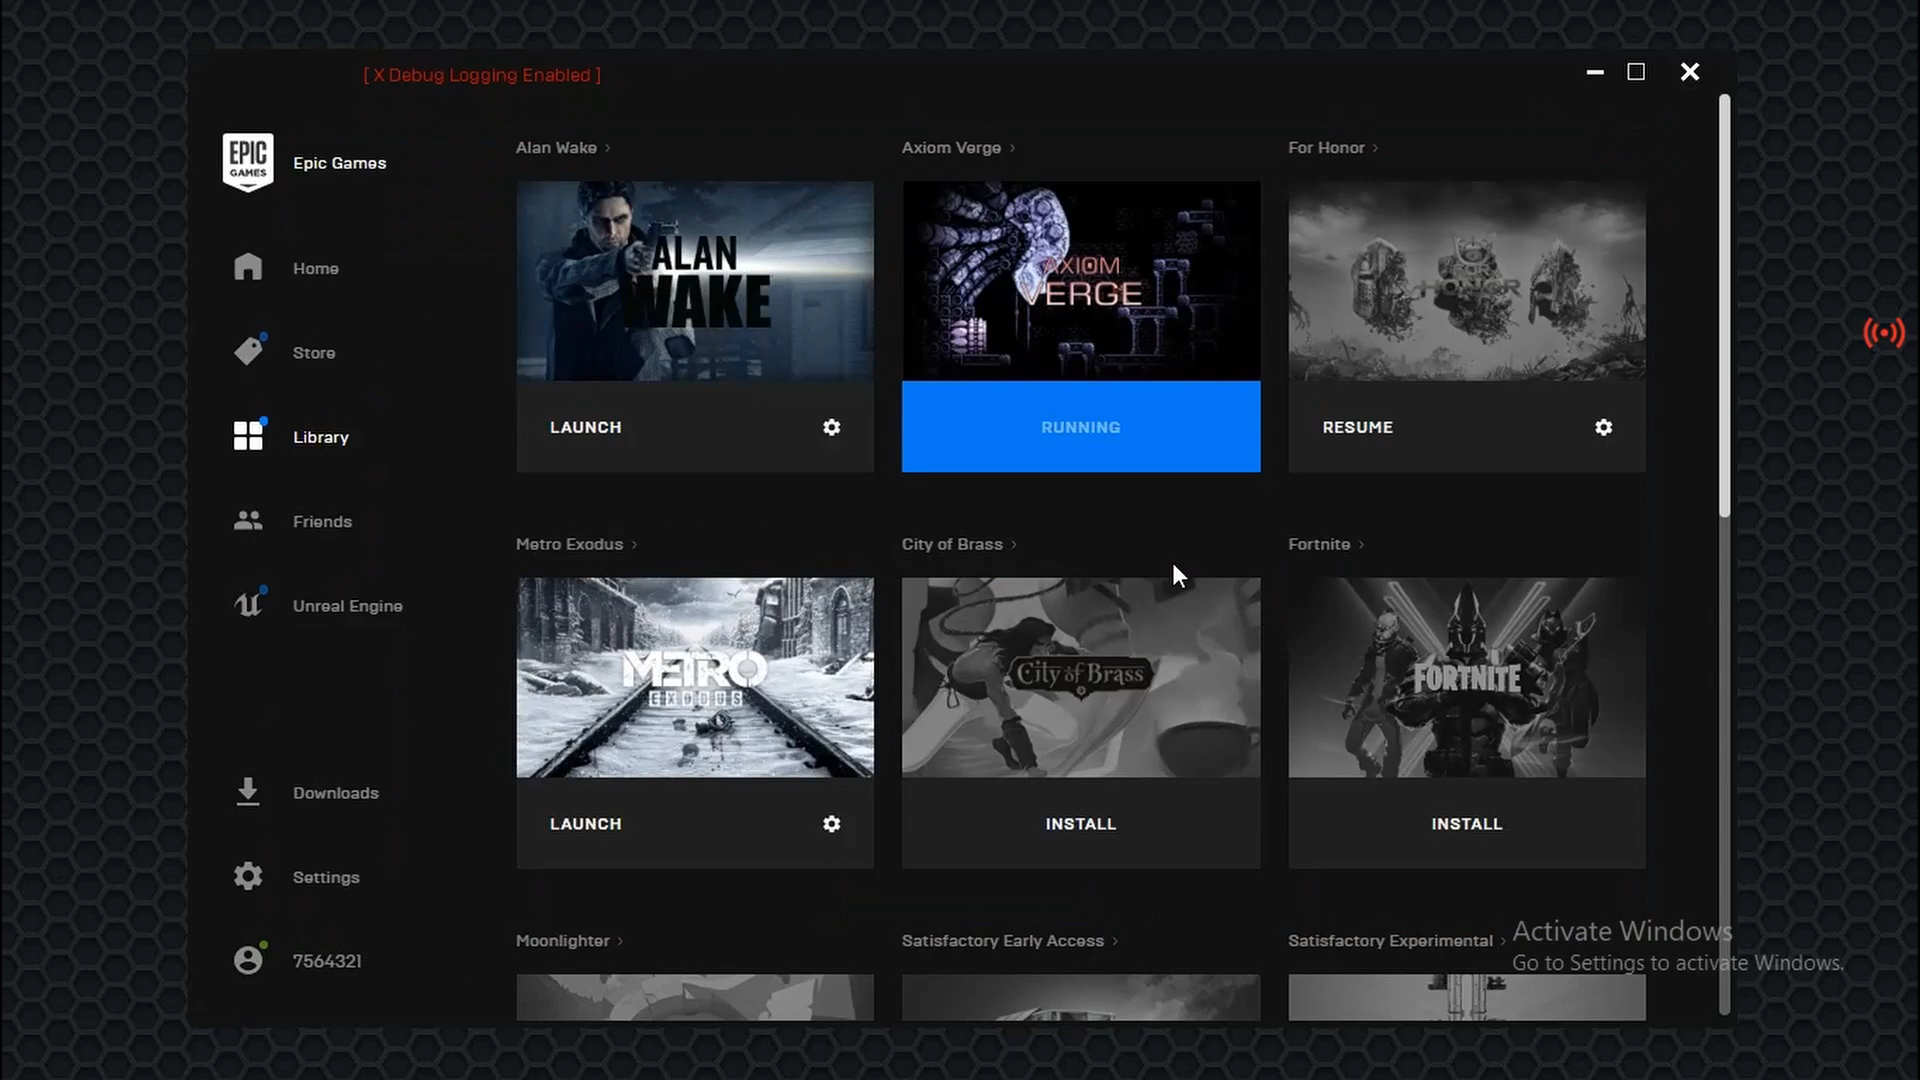 [ X Debug Logging Enabled ]
EPIC
GAMES
Epic Games
Home
Store
Library
Friends
Unreal Engine
Downloads
Settings
7564321
Alan Wake
Axiom Verge
For Honor
ALAN
WAKE
AXIOM
VERGE
FOR
HONOR
LAUNCH
RUNNING
RESUME
Metro Exodus
City of Brass
Fortnite
METRO
EXODUS
City of Brass
FORTNITE
LAUNCH
INSTALL
INSTALL
Moonlighter
Satisfactory Early Access
Satisfactory Experimental
Activate Windows
Go to Settings to activate Windows.